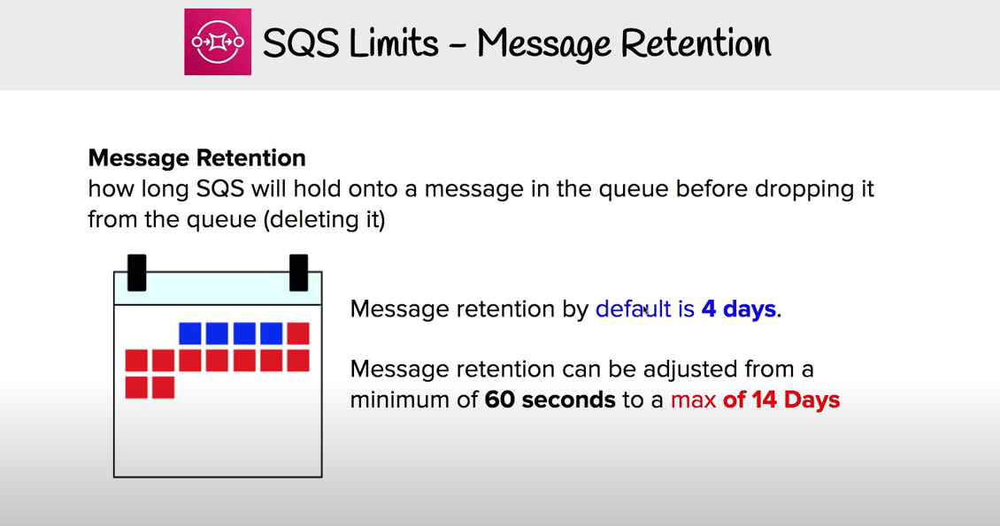 SQS Limits – Message Retention
Message Retention
how long SQS will hold onto a message in the queue before dropping it
from the queue (deleting it)
Message retention by default is 4 days.
Message retention can be adjusted from a
minimum of 60 seconds to a max of 14 Days